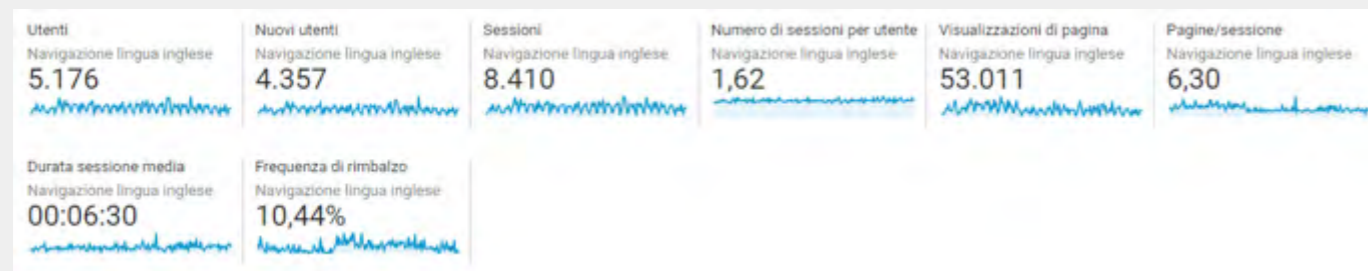 Utenti
Navigazione lingua inglese
5.176
Nuovi utenti
Navigazione lingua inglese
4.357
Sessioni
Navigazione lingua inglese
8.410
Numero di sessioni per utente
Navigazione lingua inglese
1,62
Visualizzazioni di pagina
Navigazione lingua inglese
53.011
Pagine/sessione
Navigazione lingua inglese
6,30
Durata sessione media
Navigazione lingua inglese
00:06:30
Frequenza di rimbalzo
Navigazione lingua inglese
10,44%